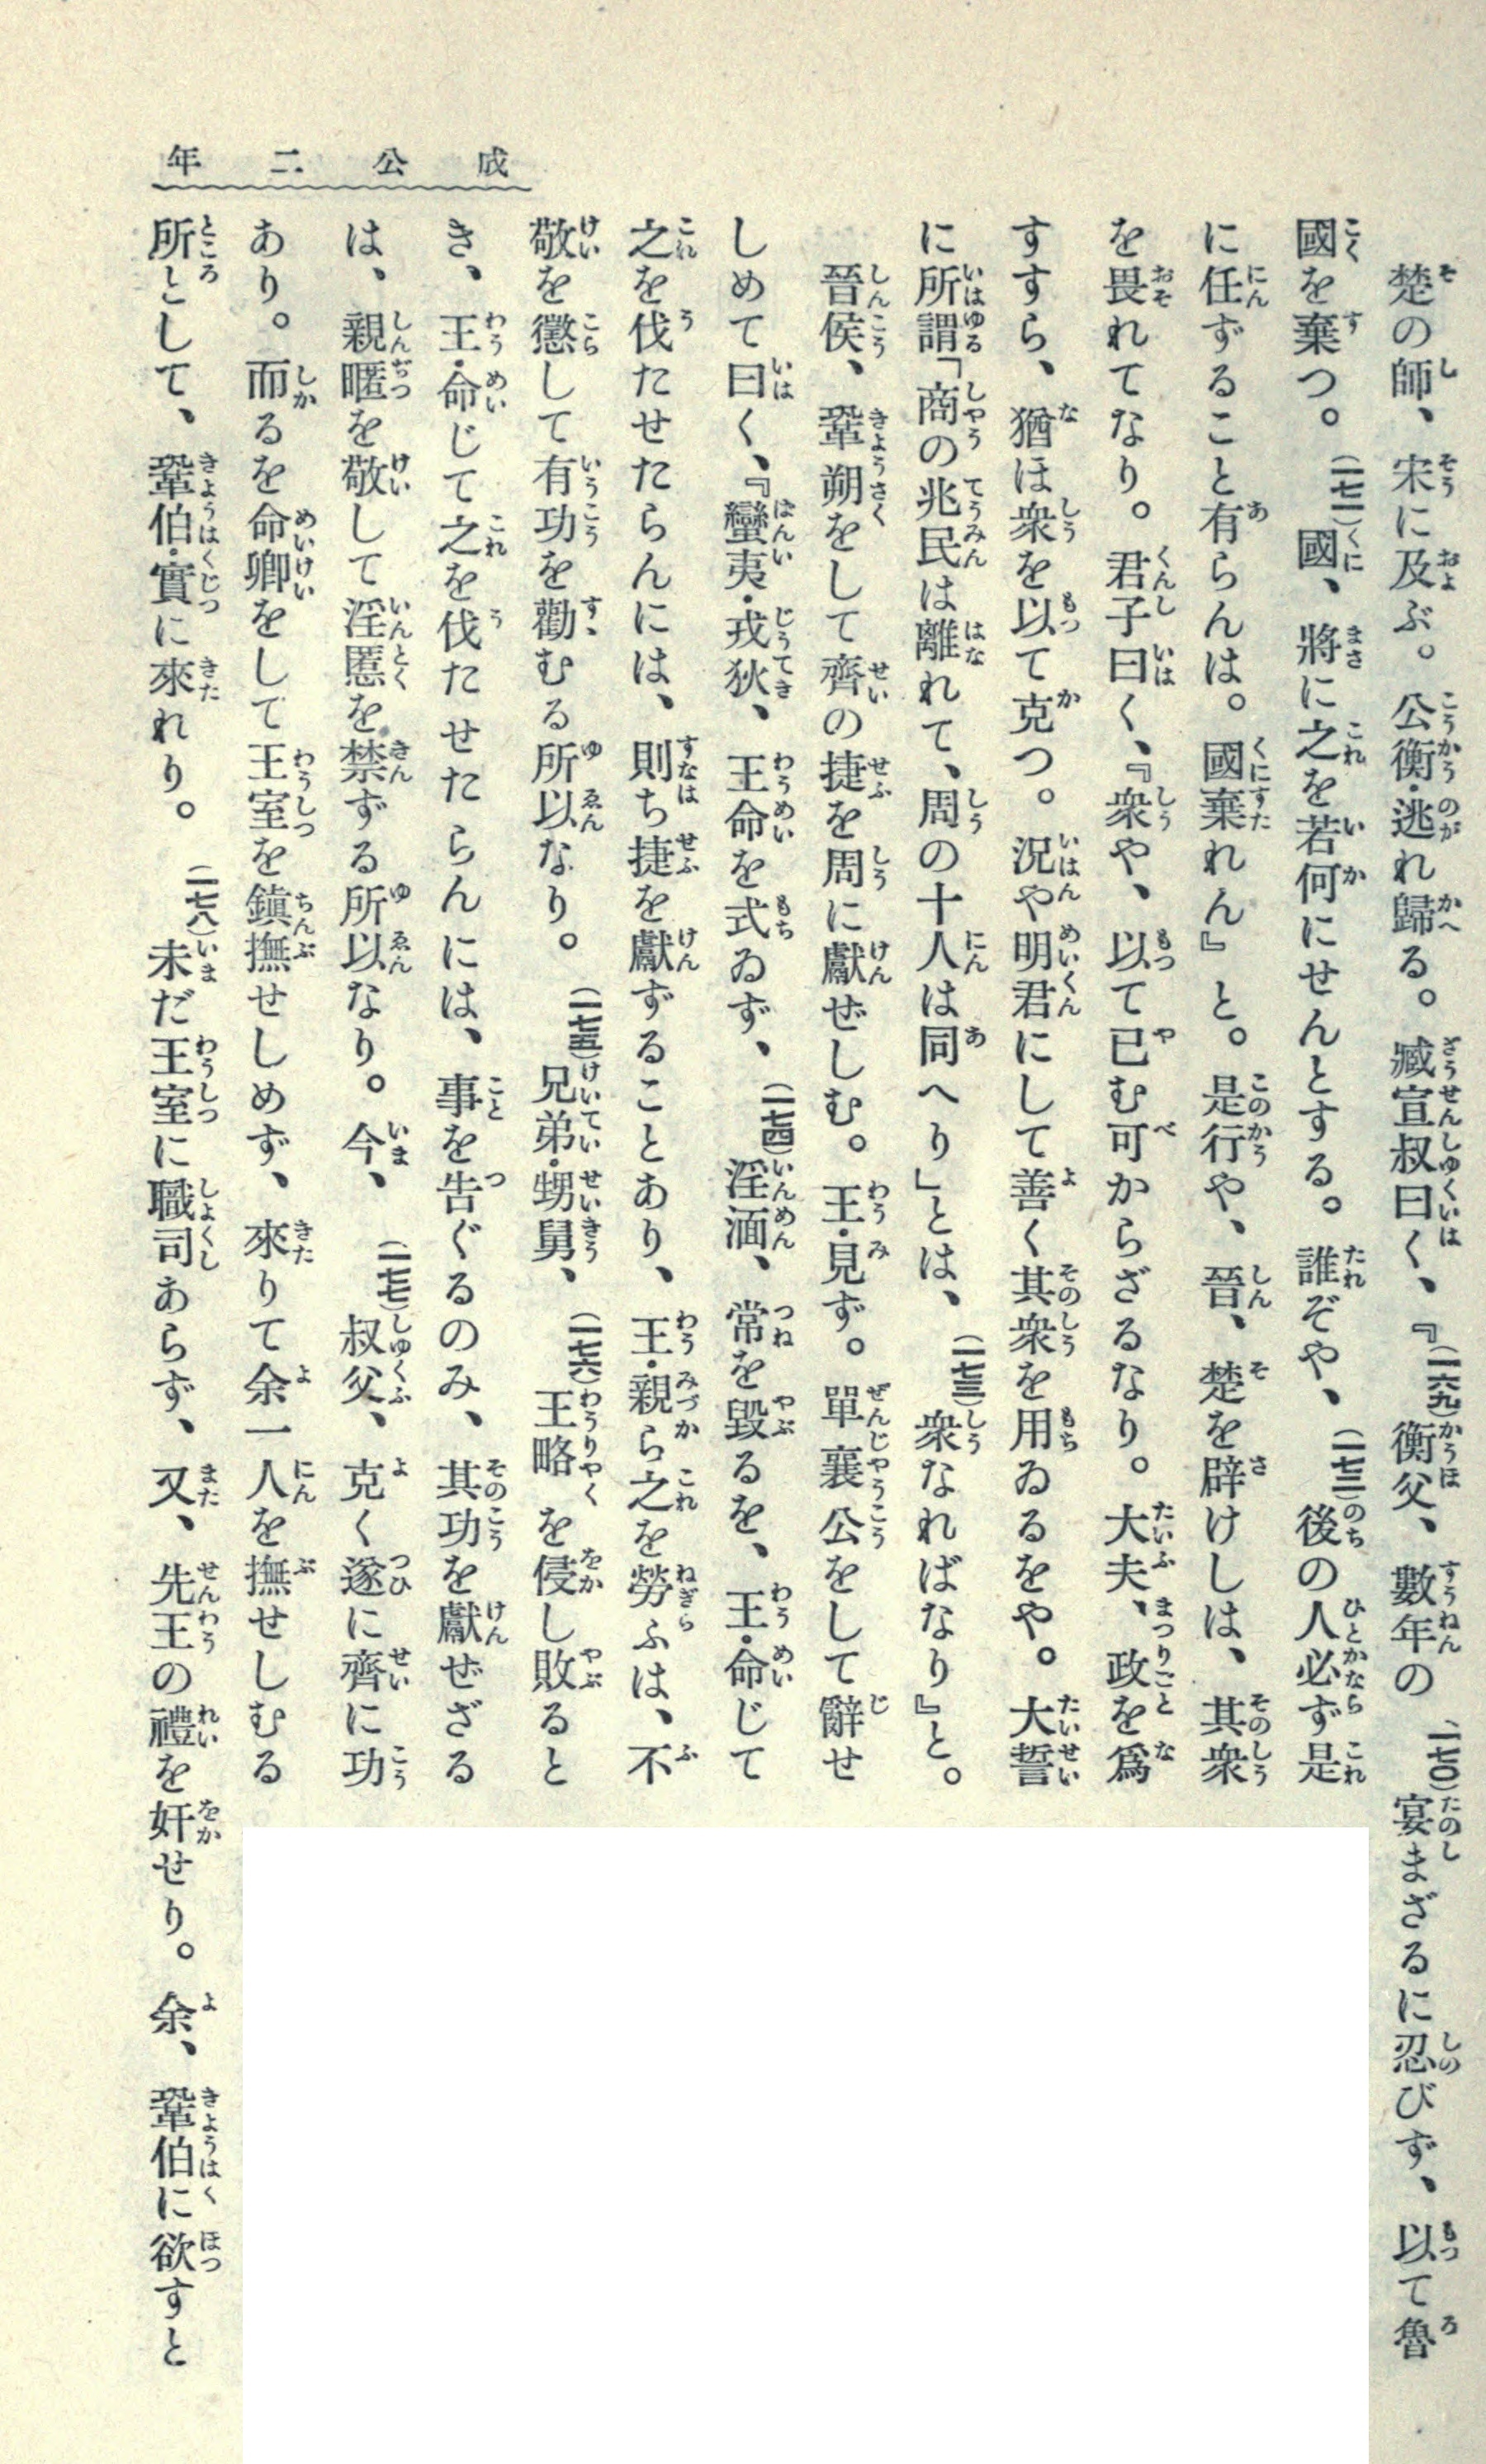 成公二年
楚の師、宋に及ぶ。公衡・逃れ歸る。臧宣叔曰く、『(一六九)衡父、數年の(一七〇)宴まざるに忍びず、以て魯
國を棄つ。(一七一)國、將に之を若何にせんとする。誰ぞや、(一七二)後の人必ず是
に任ずること有らんは。國棄れん』と。是行や、晉、楚を辟けしは、其衆
を畏れてなり。君子曰く、『衆や、以て已む可からざるなり。大夫、政を爲
すすら、猶ほ衆を以て克つ。況や明君にして善く其衆を用ゐるをや。大誓
に所謂「商の兆民は離れて、周の十人は同へり」とは、(一七三)衆なればなり』と。
晉侯、鞏朔をして齊の捷を周に獻ぜしむ。王・見ず。單襄公をして辭せ
しめて曰く、『蠻夷・戎狄、王命を式ゐず、(一七四)淫湎、常を毀るを、王・命じて
之を伐たせたらんには、則ち捷を獻ずることあり、王・親ら之を勞ふは、不
敬を懲して有功を勸むる所以なり。(一七五)兄弟・甥舅、(一七六)王略を侵し敗ると
き、王・命じて之を伐たせたらんには、事を告ぐるのみ、其功を獻ぜざる
は、親暱を敬して淫慝を禁ずる所以なり。今、(一七七)叔父、克く遂に齊に功
あり。而るを命卿をして王室を鎮撫せしめず、來りて余一人を撫せしむる
所として、鞏伯・實に來れり。(一七八)未だ王室に職司あらず、又、先王の禮を奸せり。余、鞏伯に欲すと